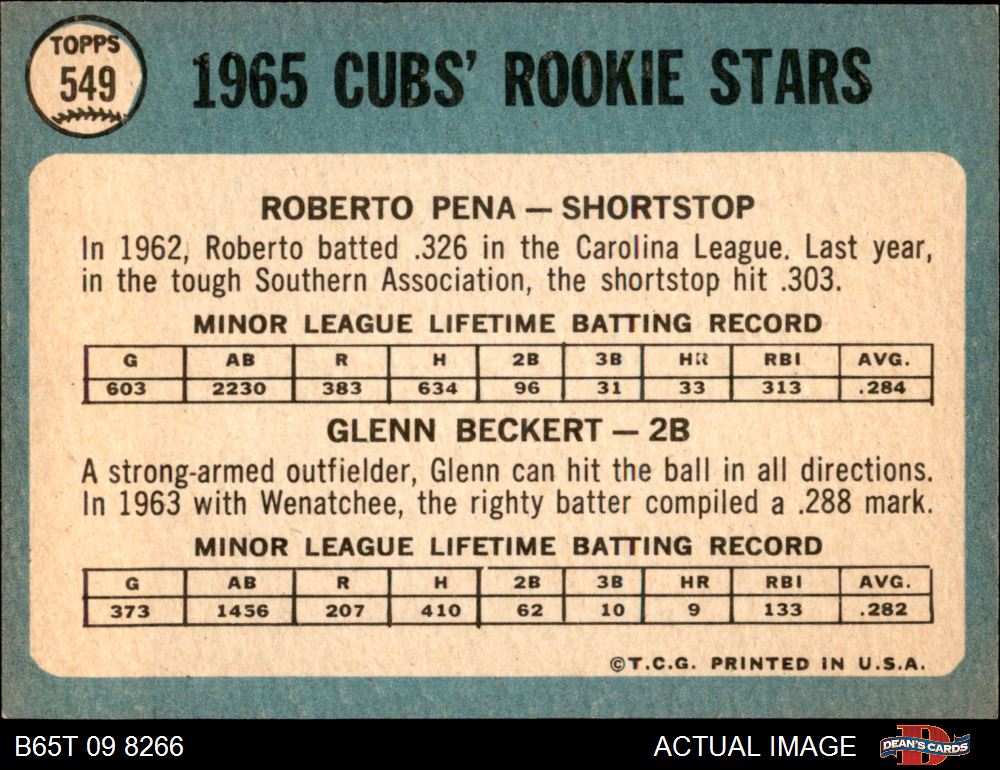 TOPPS
549
1965 CUBS' ROOKIE STARS
ROBERTO PENA — SHORTSTOP
In 1962, Roberto batted .326 in the Carolina League. Last year,
in the tough Southern Association, the shortstop hit .303.
MINOR LEAGUE LIFETIME BATTING RECORD
G AB R H 2B 3B HR RBI AVG.
603 2230 383 634 96 31 33 313 .284
GLENN BECKERT — 2B
A strong-armed outfielder, Glenn can hit the ball in all directions.
In 1963 with Wenatchee, the righty batter compiled a .288 mark.
MINOR LEAGUE LIFETIME BATTING RECORD
G AB R H 2B 3B HR RBI AVG.
373 1456 207 410 62 10 9 133 .282
©T.C.G. PRINTED IN U.S.A.
B65T 09 8266 ACTUAL IMAGE DEAN'S CARDS